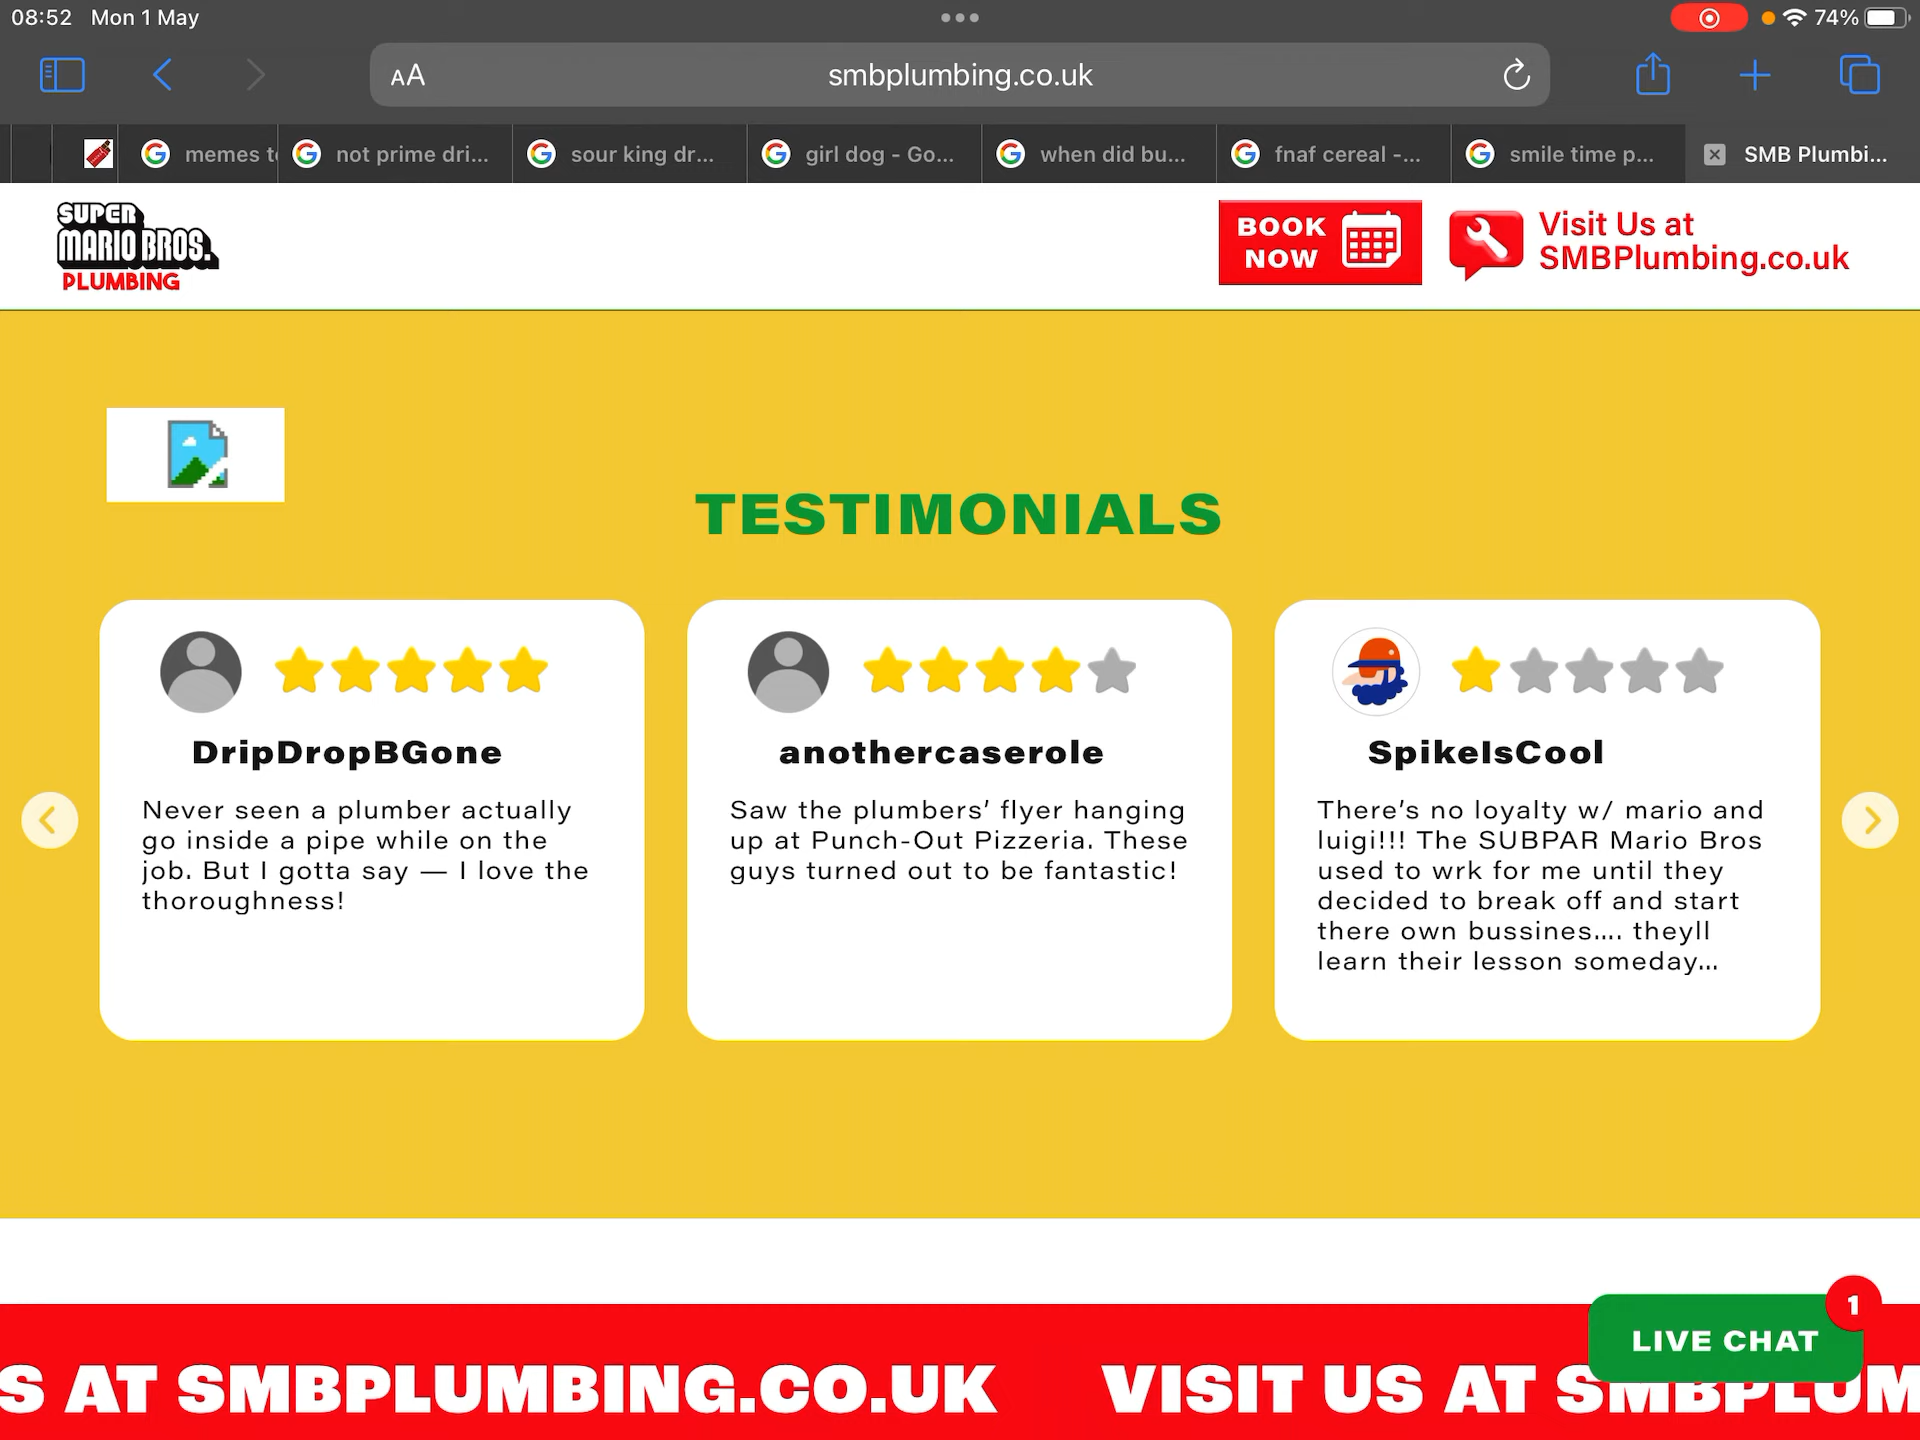 08:52 Mon 1 May
74%
AA
smbplumbing.co.uk
memes t
not prime dri...
sour king dr...
girl dog - Go...
when did bu...
fnaf cereal -...
smile time p...
SMB Plumbi...
SUPER
MARIO BROS.
PLUMBING
BOOK
NOW
Visit Us at
SMBPlumbing.co.uk
TESTIMONIALS
DripDropBGone
Never seen a plumber actually
go inside a pipe while on the
job. But I gotta say — I love the
thoroughness!
anothercaserole
Saw the plumbers’ flyer hanging
up at Punch-Out Pizzeria. These
guys turned out to be fantastic!
SpikeIsCool
There’s no loyalty w/ mario and
luigi!!! The SUBPAR Mario Bros
used to wrk for me until they
decided to break off and start
there own bussines.... theyll
learn their lesson someday...
1
LIVE CHAT
S AT SMBPLUMBING.CO.UK VISIT US AT SMBPLUM